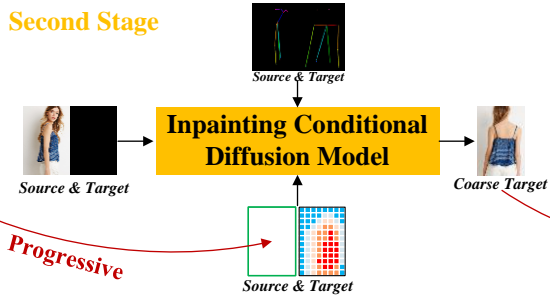 Second Stage
Source & Target
Inpainting Conditional
Diffusion Model
Source & Target
Coarse Target
Progressive
Source & Target